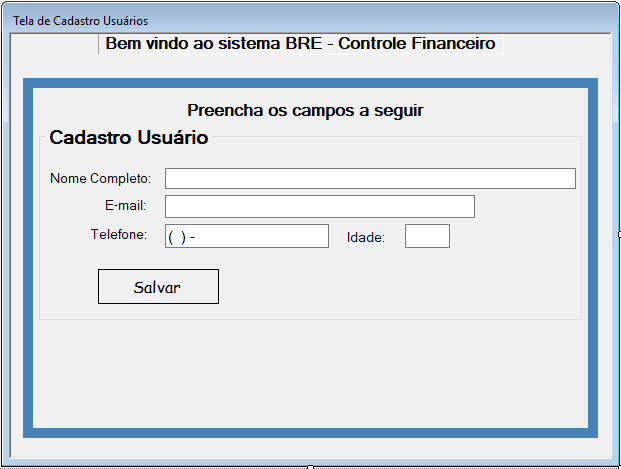 Tela de Cadastro Usuários
Bem vindo ao sistema BRE - Controle Financeiro
Preencha os campos a seguir
Cadastro Usuário
Nome Completo:
E-mail:
Telefone: ( ) - Idade:
Salvar